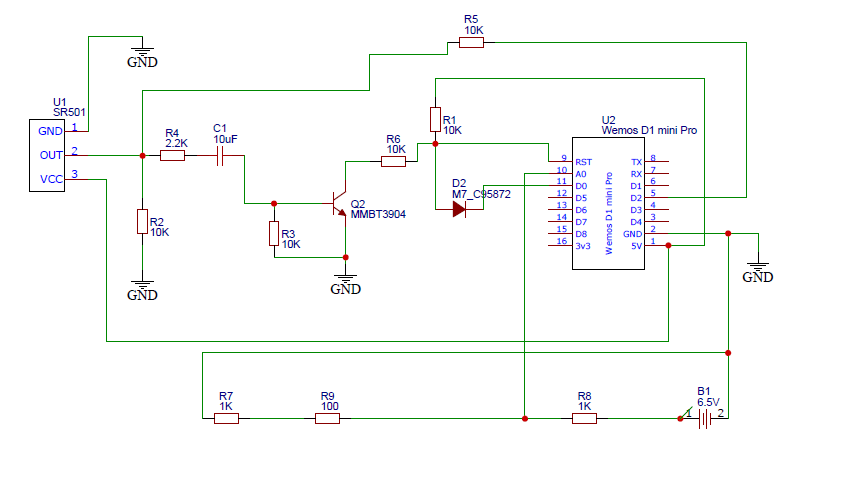 R5
10K
GND
U1
SR501
GND 1
OUT 2
VCC 3
R4
2.2K
C1
10uF
R6
10K
R1
10K
U2
Wemos D1 mini Pro
9 RST
10 A0
11 D0
12 D5
13 D6
14 D7
15 D8
16 3v3
Wemos D1 mini Pro
TX 8
RX 7
D1 6
D2 5
D3 4
D4 3
GND 2
5V 1
D2
M7_C95872
Q2
MMBT3904
R2
10K
R3
10K
GND
GND
GND
R7
1K
R9
100
R8
1K
B1
6.5V
1 2